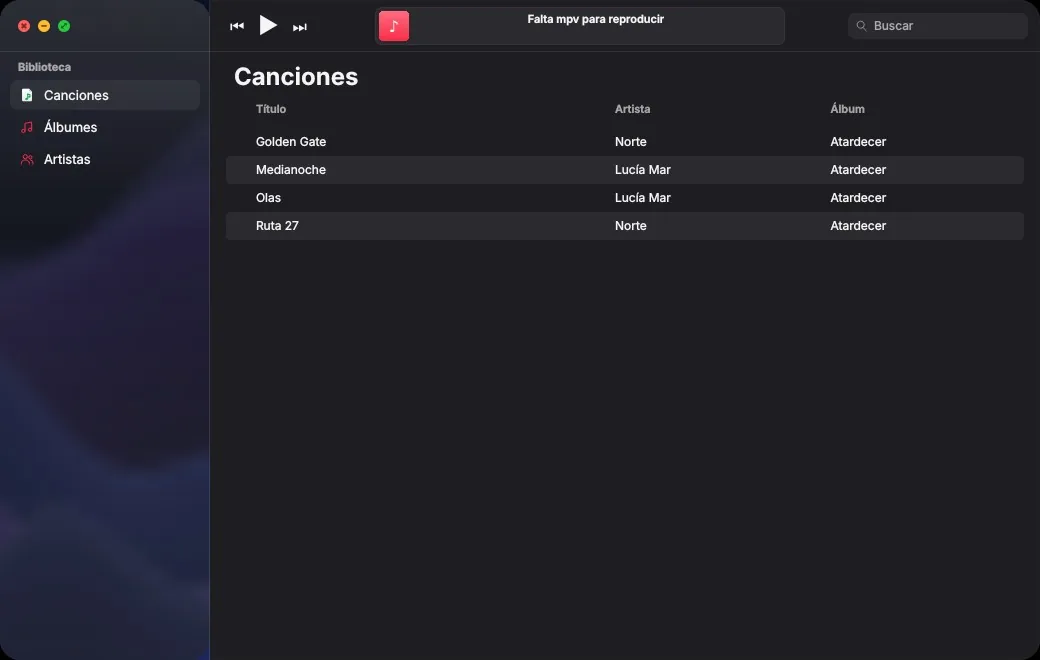 Falta mpv para reproducir
Buscar
Biblioteca
Canciones
Álbumes
Artistas
Canciones
Título Artista Álbum
Golden Gate Norte Atardecer
Medianoche Lucía Mar Atardecer
Olas Lucía Mar Atardecer
Ruta 27 Norte Atardecer